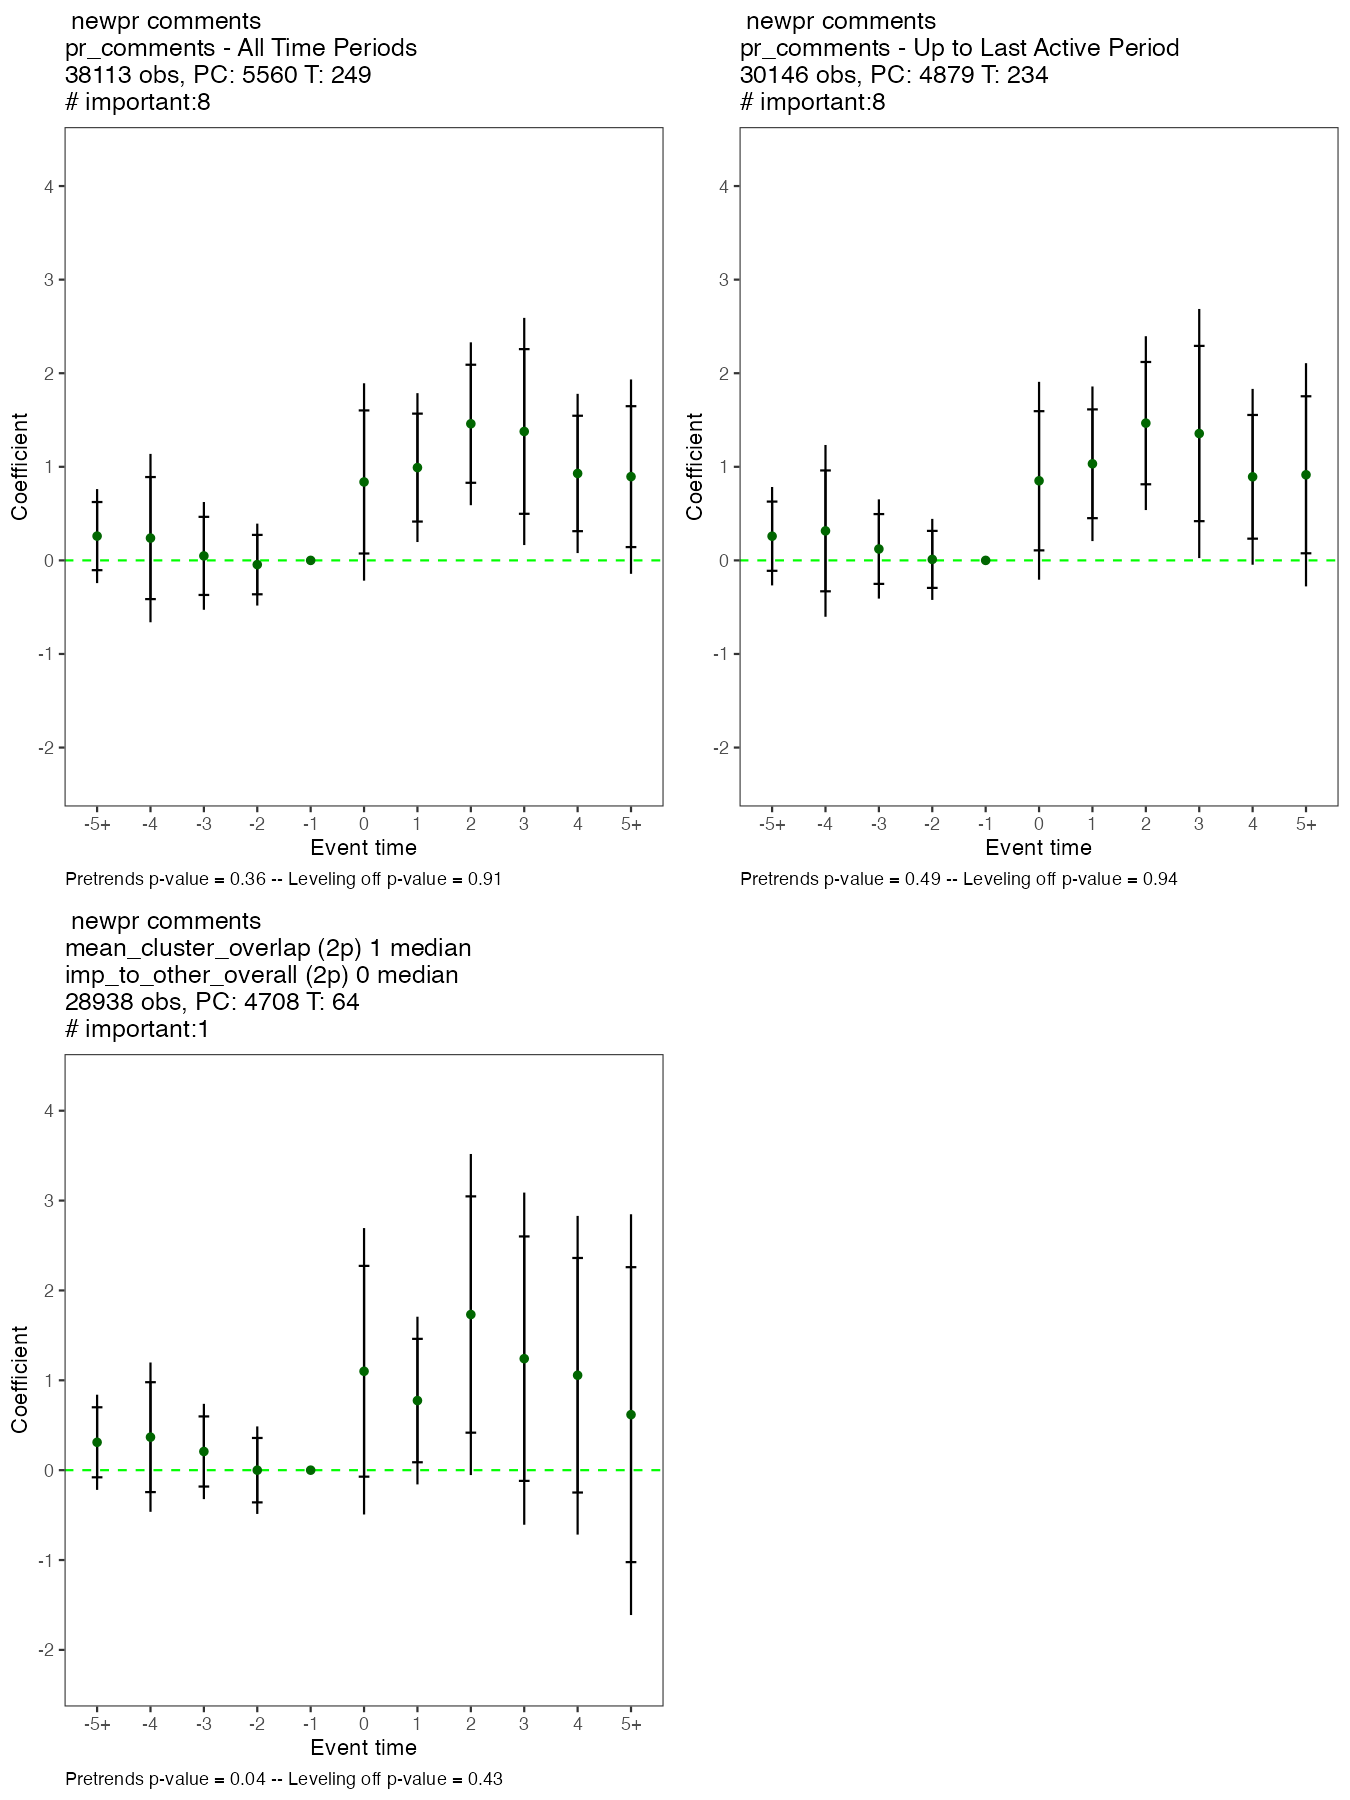 newpr comments
pr_comments - All Time Periods
38113 obs, PC: 5560 T: 249
# important:8
4
3
2
1
0
-1
-2
Coefficient
-5+ -4 -3 -2 -1 0 1 2 3 4 5+
Event time
Pretrends p-value = 0.36 -- Leveling off p-value = 0.91
newpr comments
pr_comments - Up to Last Active Period
30146 obs, PC: 4879 T: 234
# important:8
4
3
2
1
0
-1
-2
Coefficient
-5+ -4 -3 -2 -1 0 1 2 3 4 5+
Event time
Pretrends p-value = 0.49 -- Leveling off p-value = 0.94
newpr comments
mean_cluster_overlap (2p) 1 median
imp_to_other_overall (2p) 0 median
28938 obs, PC: 4708 T: 64
# important:1
4
3
2
1
0
-1
-2
Coefficient
-5+ -4 -3 -2 -1 0 1 2 3 4 5+
Event time
Pretrends p-value = 0.04 -- Leveling off p-value = 0.43